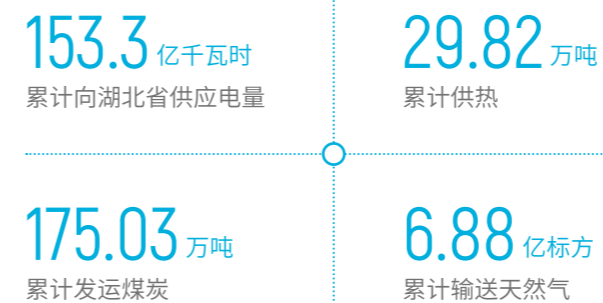 153.3 亿千瓦时
累计向湖北省供应电量
29.82 万吨
累计供热
175.03 万吨
累计发运煤炭
6.88 亿标方
累计输送天然气